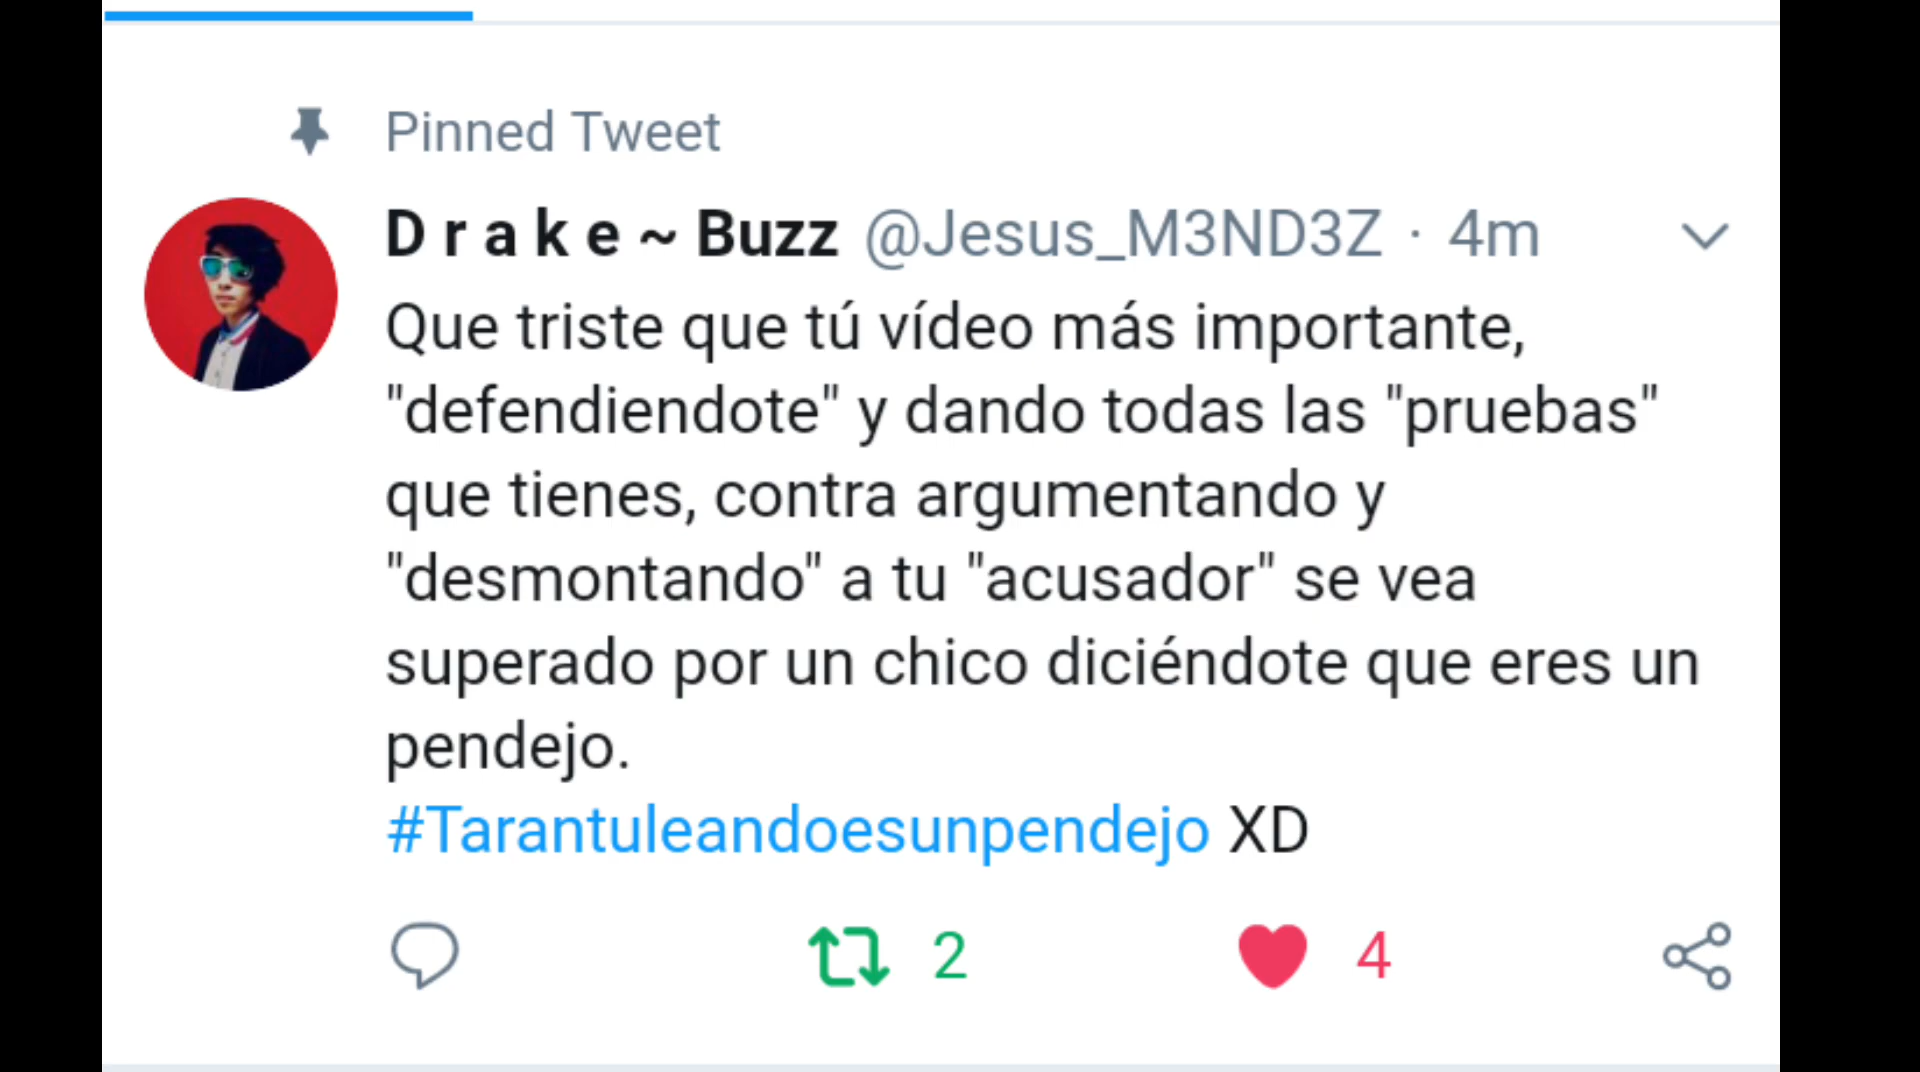 Pinned Tweet
D r a k e ~ Buzz @Jesus_M3ND3Z · 4m
Que triste que tú vídeo más importante,
"defendiendote" y dando todas las "pruebas"
que tienes, contra argumentando y
"desmontando" a tu "acusador" se vea
superado por un chico diciéndote que eres un
pendejo.
#Tarantuleandoesunpendejo XD
2 4